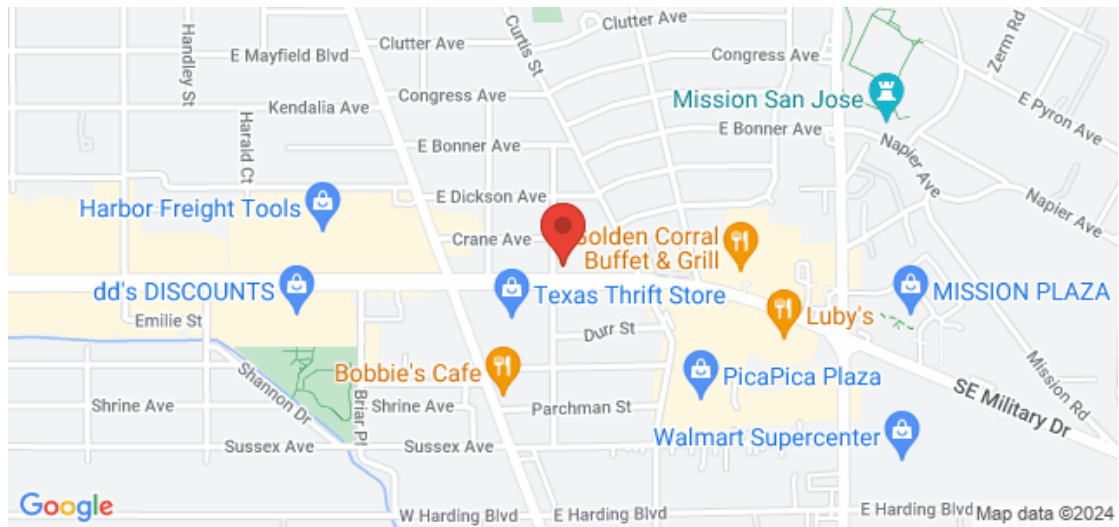 Clutter Ave
Handley St
E Mayfield Blvd
Clutter Ave
Curtis St
Congress Ave
Zerm Rd
Kendalia Ave
Congress Ave
Mission San Jose
E Pyron Ave
Harald Ct
E Bonner Ave
E Bonner Ave
Napier Ave
E Dickson Ave
Napier Ave
Harbor Freight Tools
Crane Ave
Golden Corral
Buffet & Grill
dd's DISCOUNTS
Texas Thrift Store
MISSION PLAZA
Emilie St
Durr St
Luby's
Bobbie's Cafe
PicaPica Plaza
Mission Rd
Shannon Dr
Briar Pl
SE Military Dr
Shrine Ave
Shrine Ave
Parchman St
Walmart Supercenter
Sussex Ave
Sussex Ave
Google
W Harding Blvd
E Harding Blvd
E Harding Blvd
Map data ©2024